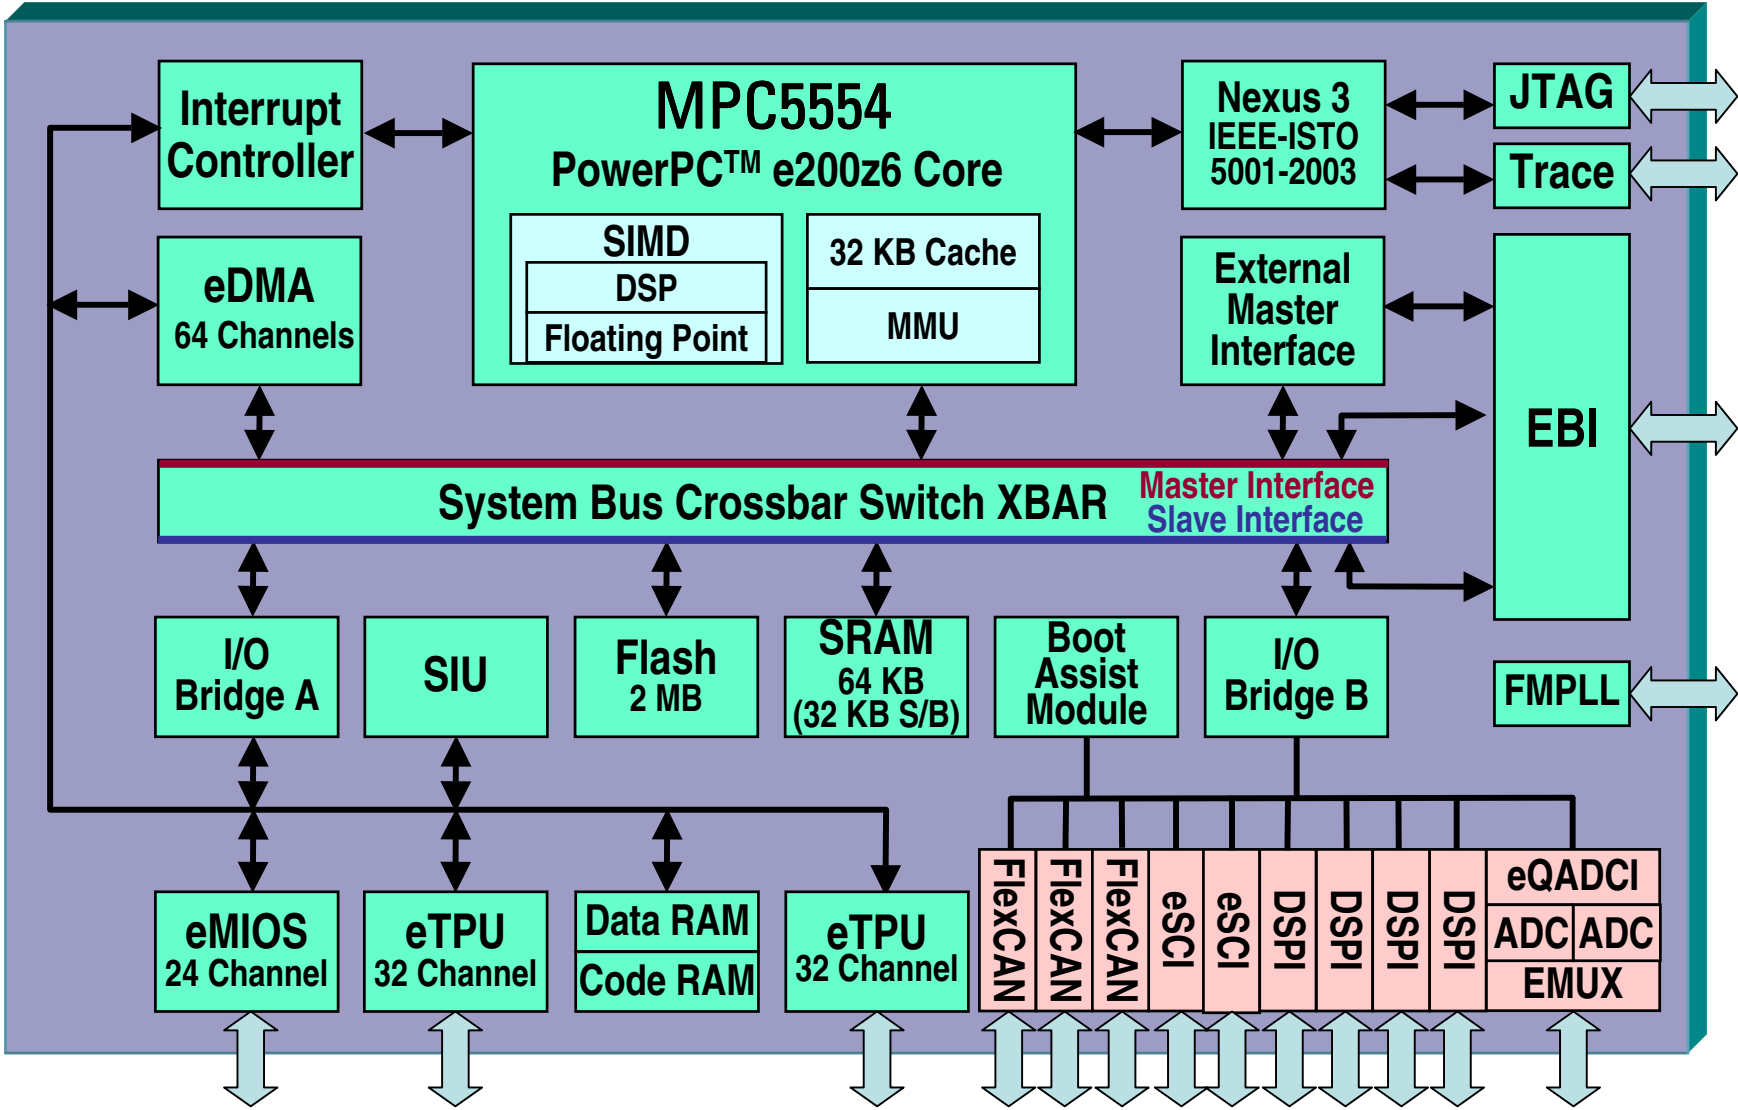 Interrupt
Controller
MPC5554
PowerPC™ e200z6 Core
SIMD
DSP
Floating Point
32 KB Cache
MMU
Nexus 3
IEEE-ISTO
5001-2003
JTAG
Trace
eDMA
64 Channels
External
Master
Interface
EBI
System Bus Crossbar Switch XBAR
Master Interface
Slave Interface
I/O
Bridge A
SIU
Flash
2 MB
SRAM
64 KB
(32 KB S/B)
Boot
Assist
Module
I/O
Bridge B
FMPLL
eMIOS
24 Channel
eTPU
32 Channel
Data RAM
Code RAM
eTPU
32 Channel
FlexCAN
FlexCAN
FlexCAN
eSCI
eSCI
DSPI
DSPI
DSPI
DSPI
eQADCI
ADC
ADC
EMUX